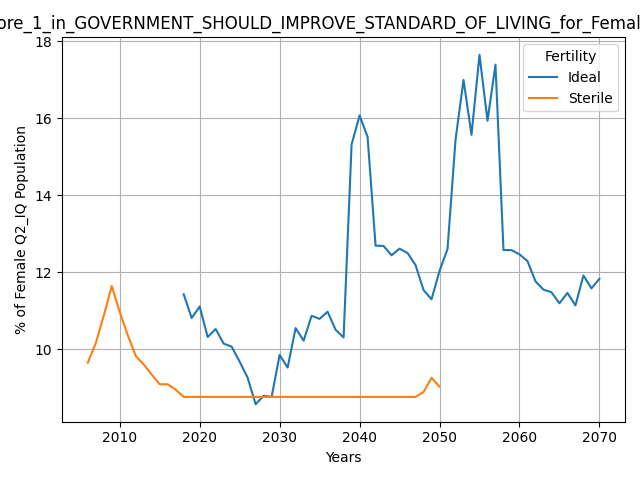 ore_1_in_GOVERNMENT_SHOULD_IMPROVE_STANDARD_OF_LIVING_for_Femal
18
16
14
12
10
% of Female Q2_IQ Population
2010 2020 2030 2040 2050 2060 2070
Years
Fertility
Ideal
Sterile